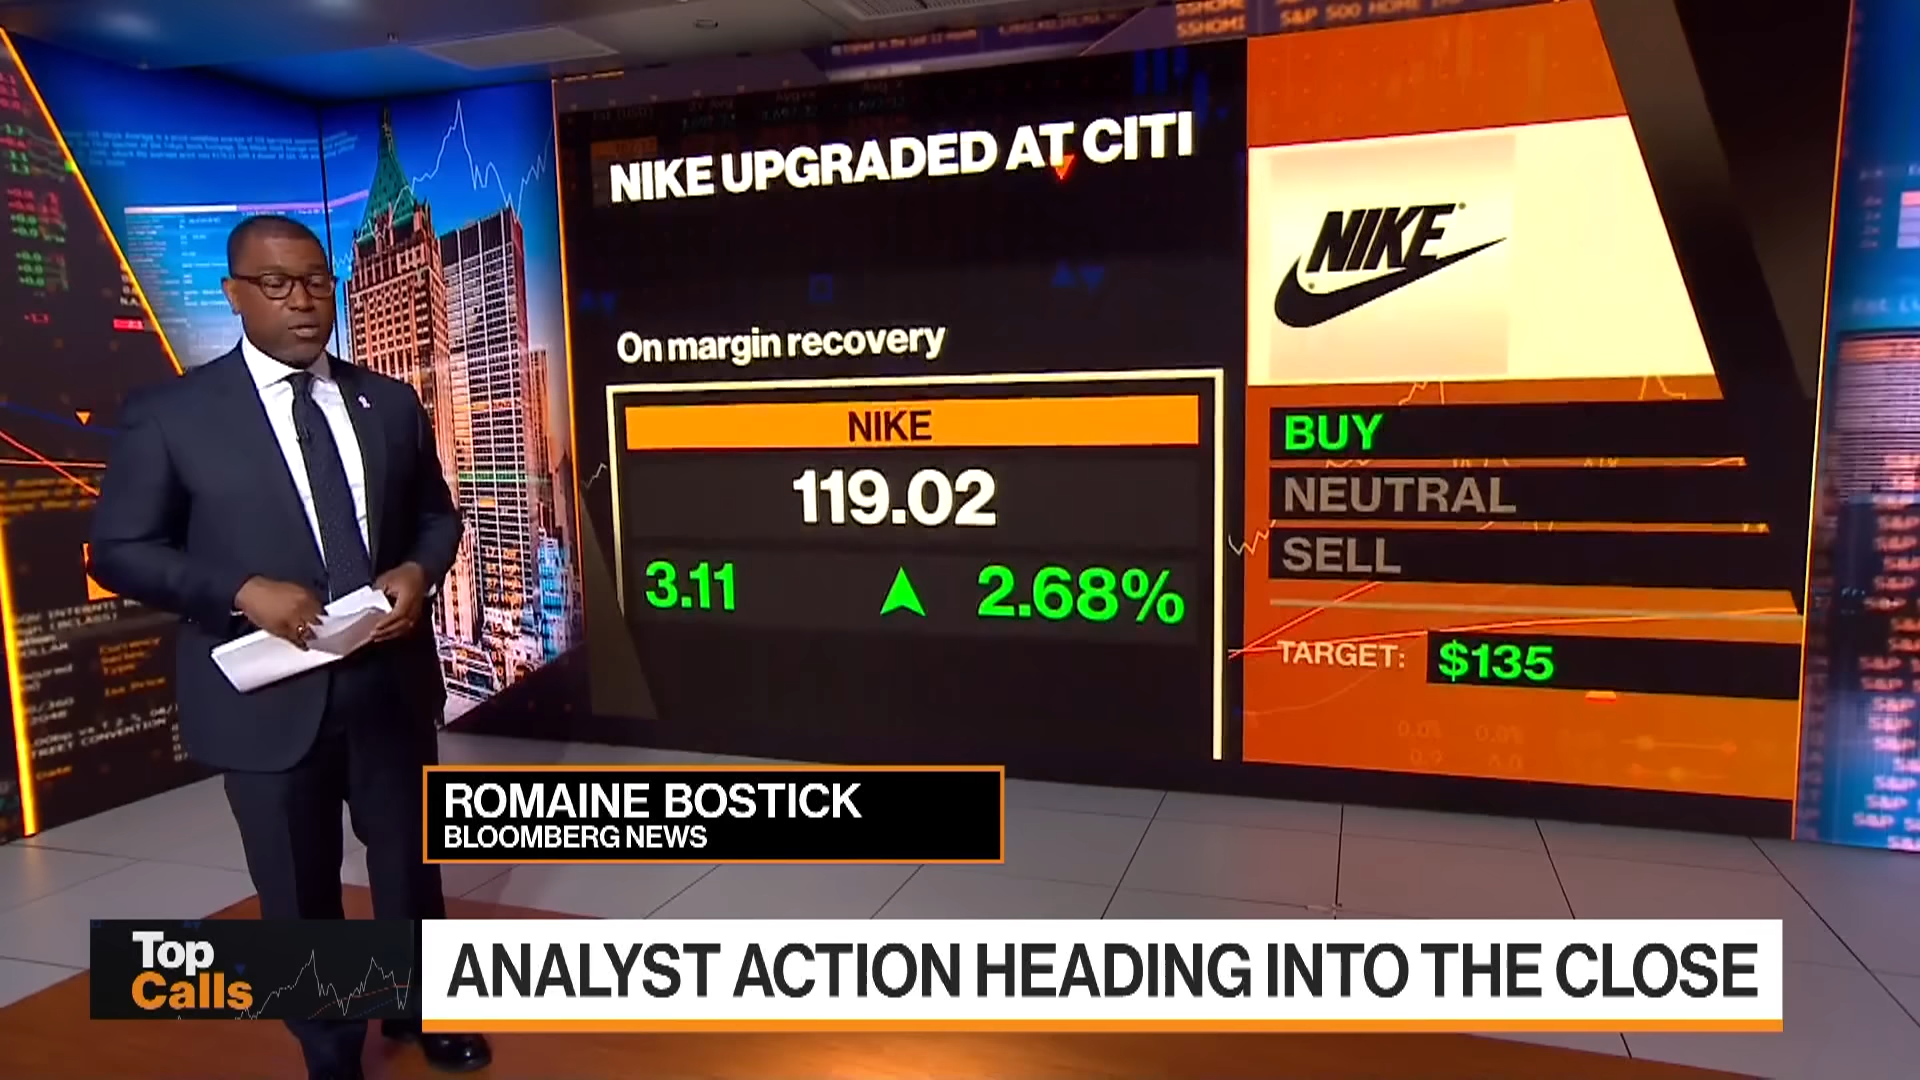 NIKE UPGRADED AT CITI
On margin recovery
NIKE
119.02
3.11 2.68%
NIKE
BUY
NEUTRAL
SELL
TARGET: $135
ROMAINE BOSTICK
BLOOMBERG NEWS
Top
Calls
ANALYST ACTION HEADING INTO THE CLOSE